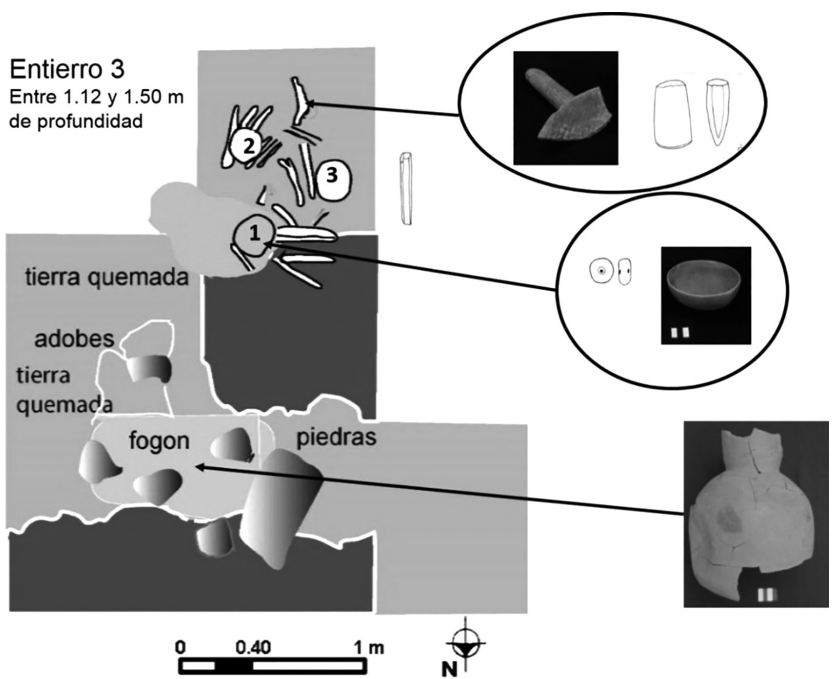 Entierro 3
Entre 1.12 y 1.50 m
de profundidad
2
3
1
tierra quemada
adobes
tierra
quemada
fogon
piedras
0 0.40 1 m
N